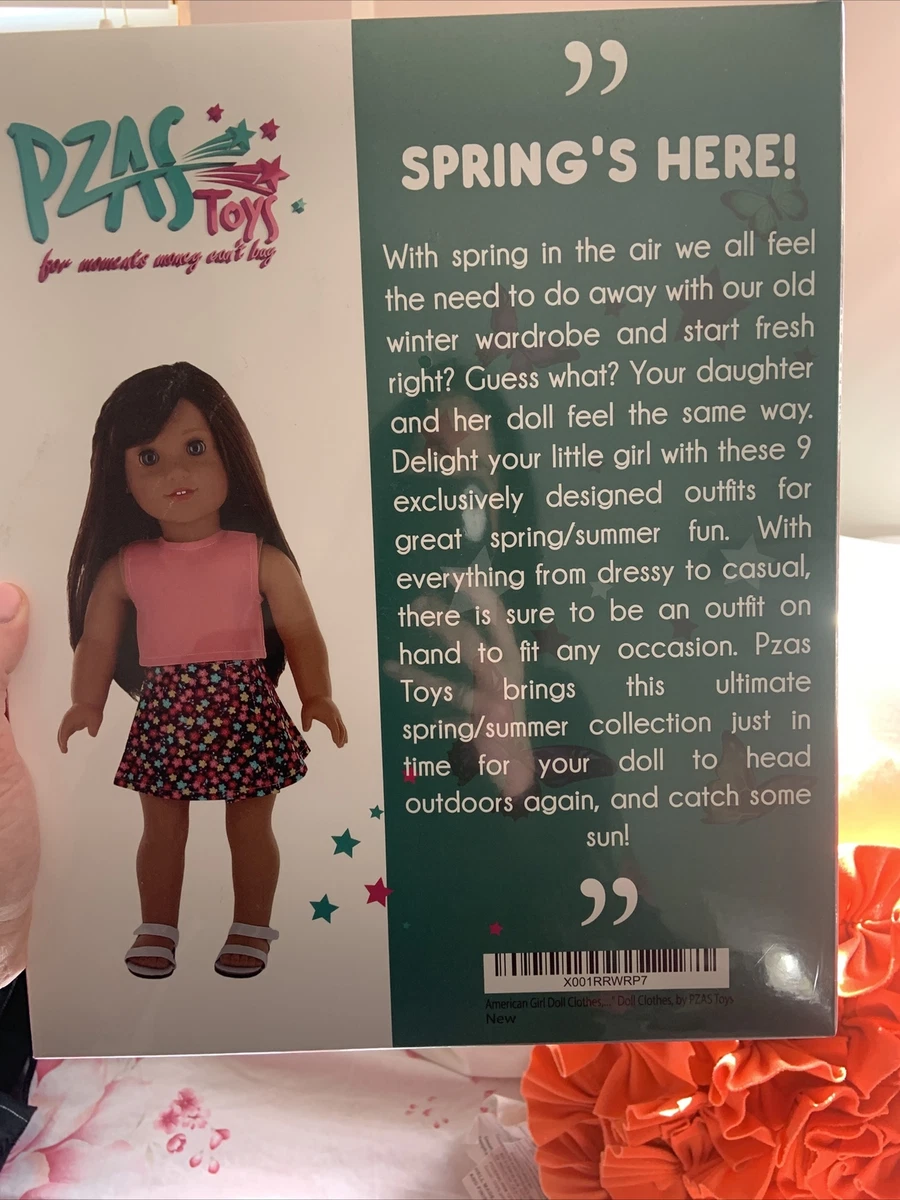 PZAS
Toys
for moments money can't buy
”
SPRING'S HERE!
With spring in the air we all feel
the need to do away with our old
winter wardrobe and start fresh
right? Guess what? Your daughter
and her doll feel the same way.
Delight your little girl with these 9
exclusively designed outfits for
great spring/summer fun. With
everything from dressy to casual,
there is sure to be an outfit on
hand to fit any occasion. Pzas
Toys brings this ultimate
spring/summer collection just in
time for your doll to head
outdoors again, and catch some
sun!
”
X001RRWRP7
American Girl Doll Clothes,..." Doll Clothes, by PZAS Toys
New